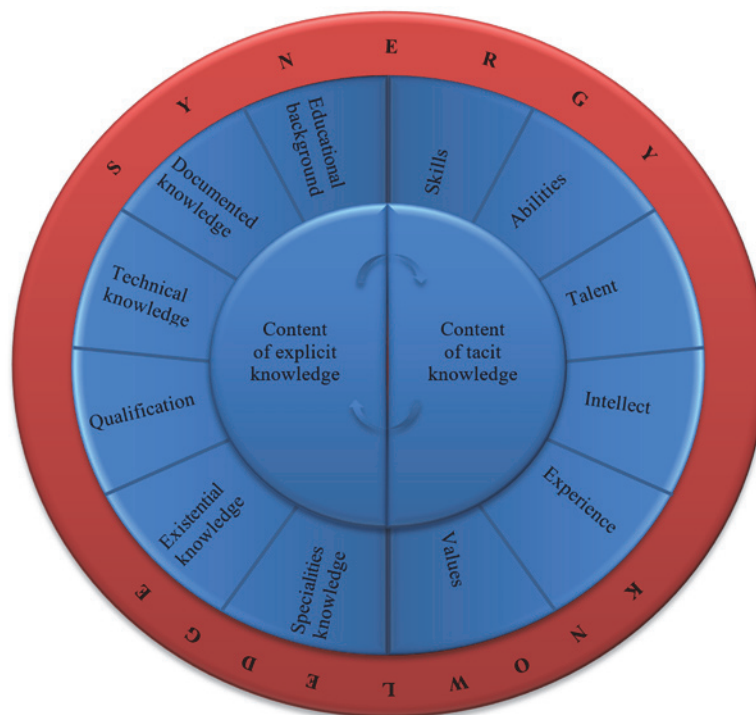 SYNERGY
Educational
background
Skills
Documented
knowledge
Abilities
Technical
knowledge
Talent
Content
of explicit
knowledge
Content
of tacit
knowledge
Qualification
Intellect
Existential
knowledge
Experience
Specialities
knowledge
Values
KNOWLEDGE